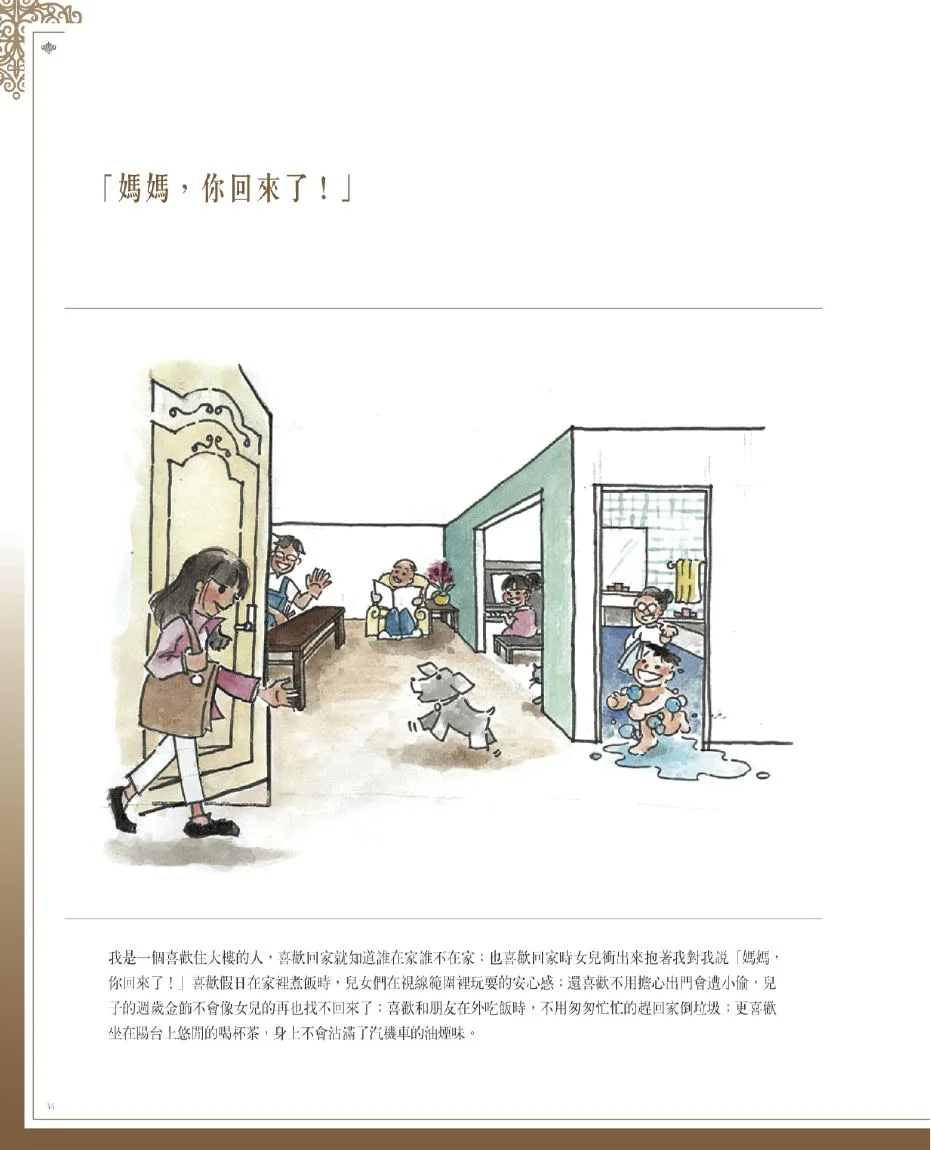 「媽媽，你回來了！」
我是一個喜歡住大樓的人，喜歡回家就知道誰在家誰不在家；也喜歡回家時女兒衝出來抱著我對我說「媽媽，
你回來了！」喜歡假日在家裡煮飯時，兒女們在視線範圍裡玩耍的安心感；還喜歡不用擔心出門會遭小偷，兒
子的週歲金飾不會像女兒的再也找不回來了；喜歡和朋友在外吃飯時，不用匆匆忙忙的趕回家倒垃圾；更喜歡
坐在陽台上悠閒的喝杯茶，身上不會沾滿了汽機車的油煙味。
34